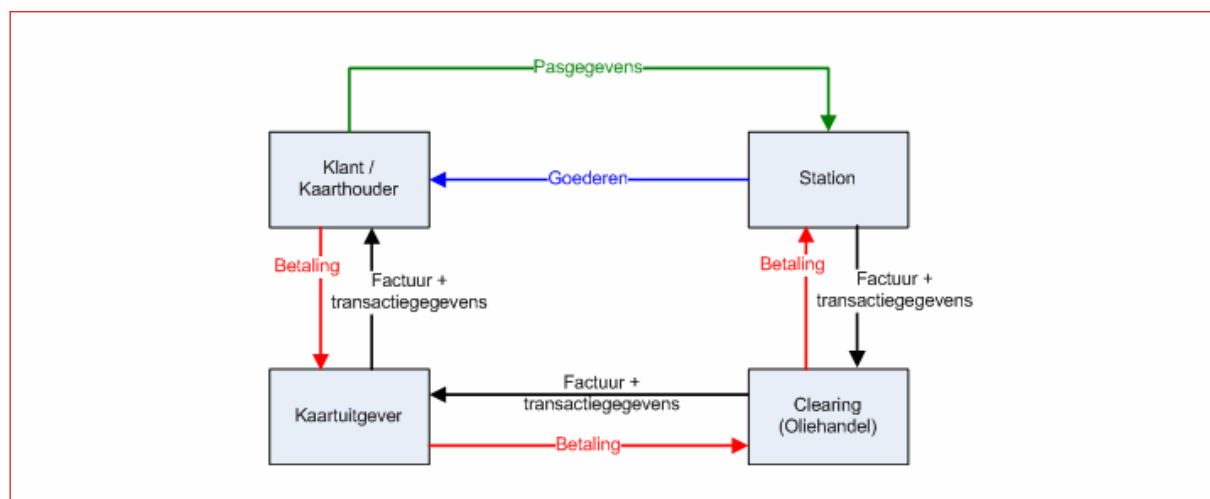 Pasgegevens
Klant /
Kaarthouder
Goederen
Station
Betaling
Factuur +
transactiegegevens
Betaling
Factuur +
transactiegegevens
Kaartuitgever
Factuur +
transactiegegevens
Betaling
Clearing
(Oliehandel)